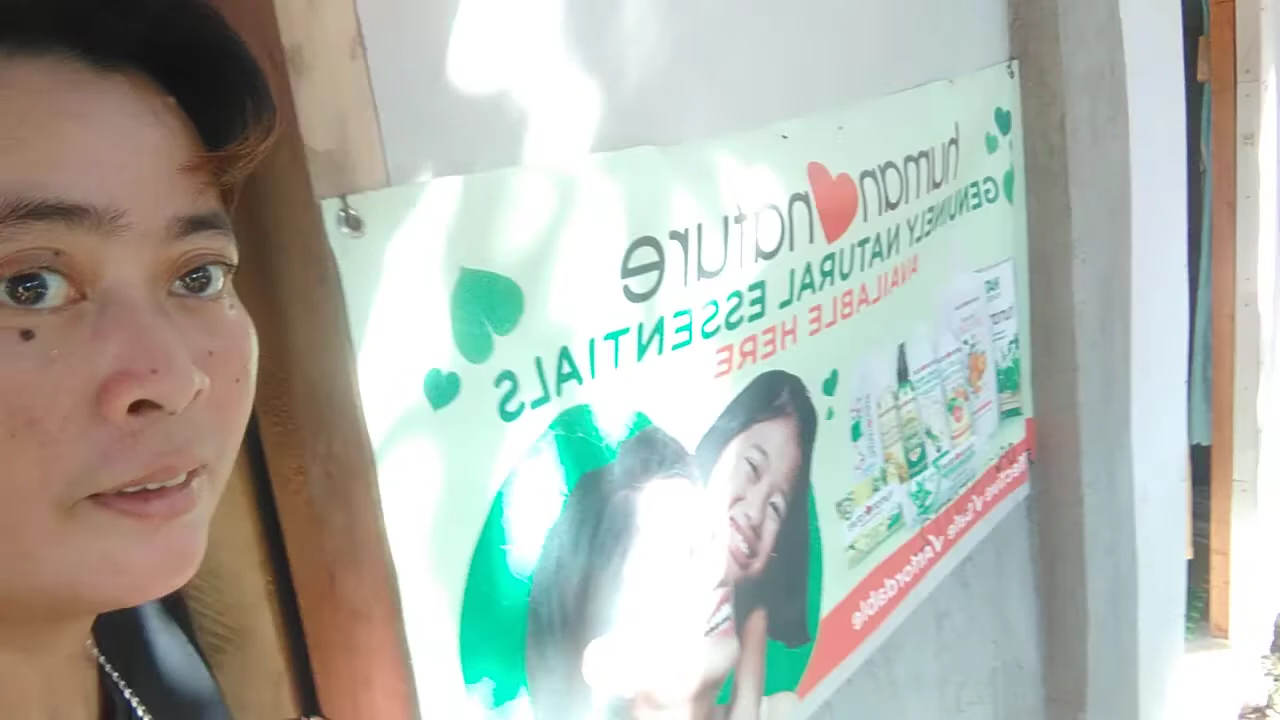 human nature
GENUINELY NATURAL ESSENTIALS
AVAILABLE HERE
Effective √ Safe √ Affordable